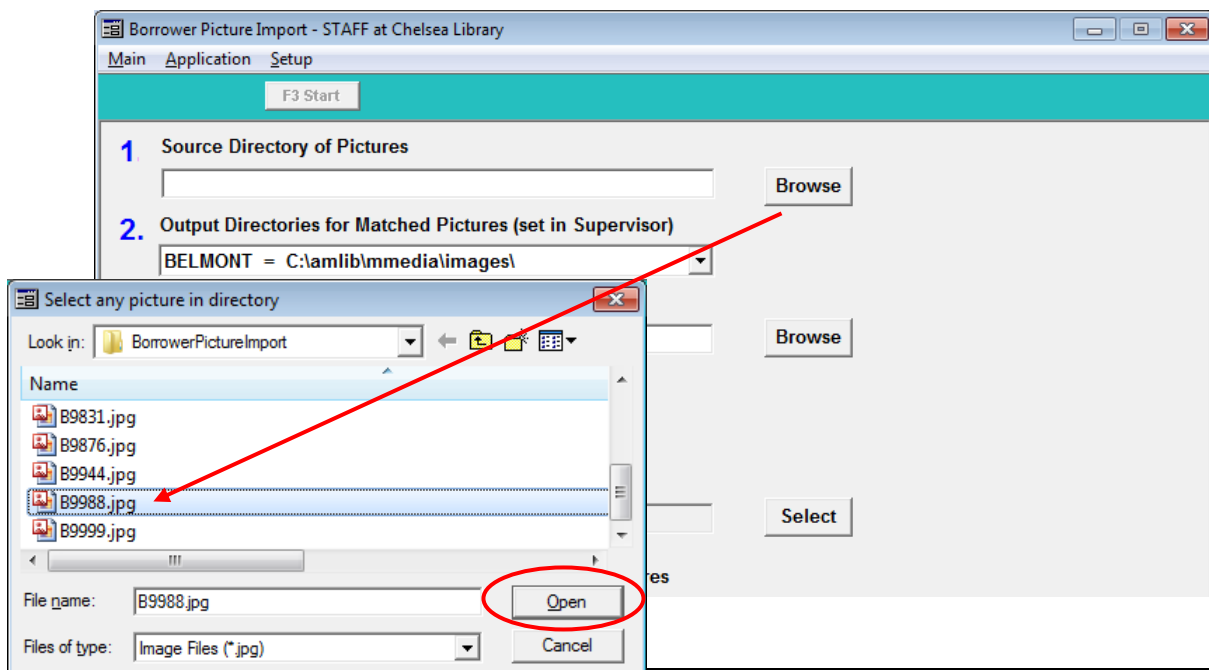 Borrower Picture Import - STAFF at Chelsea Library
Main Application Setup
F3 Start
1. Source Directory of Pictures
Browse
2. Output Directories for Matched Pictures (set in Supervisor)
BELMONT = C:\amlib\mmedia\images\
Browse
Select
res
Select any picture in directory
Look in: BorrowerPictureImport
Name
B9831.jpg
B9876.jpg
B9944.jpg
B9988.jpg
B9999.jpg
File name: B9988.jpg Open
Files of type: Image Files (*.jpg) Cancel